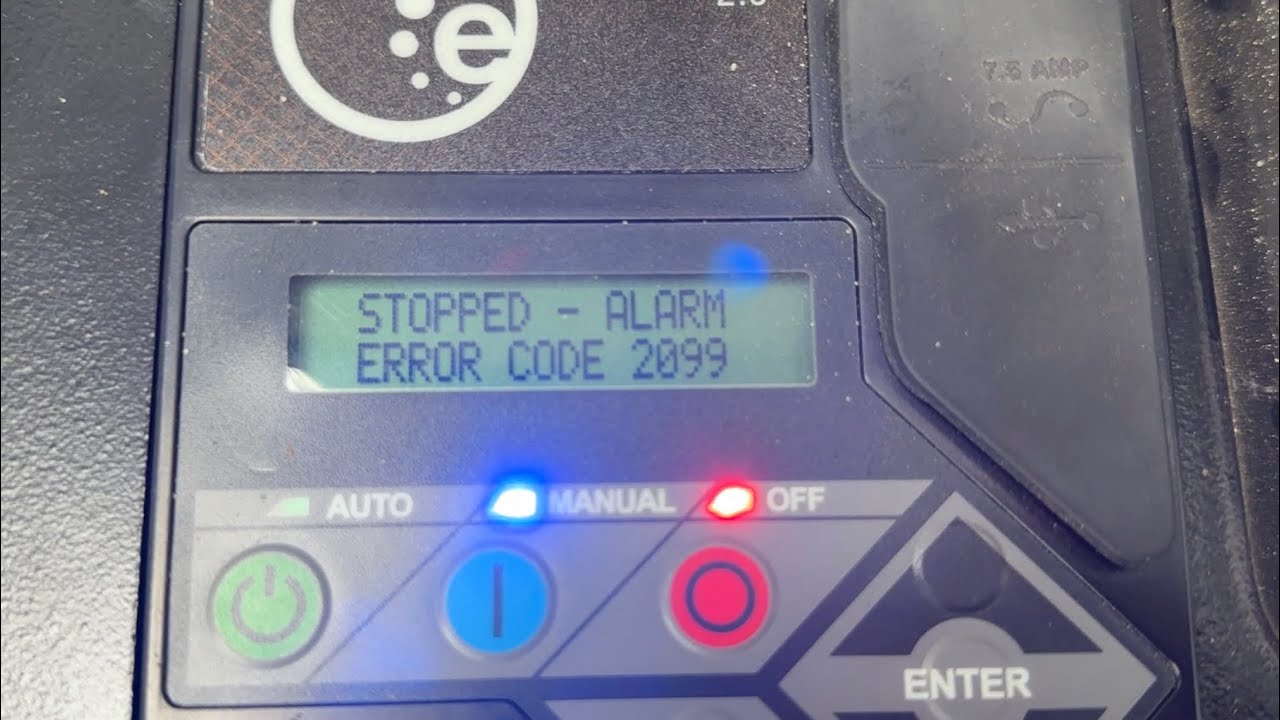 e
7.5 AMP
STOPPED - ALARM
ERROR CODE 2099
AUTO
MANUAL
OFF
ENTER